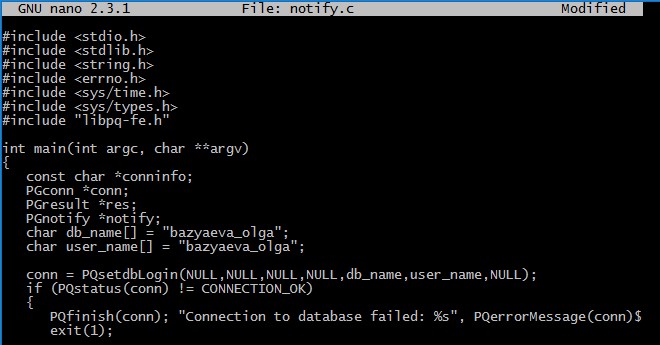 GNU nano 2.3.1 File: notify.c Modified
#include <stdio.h>
#include <stdlib.h>
#include <string.h>
#include <errno.h>
#include <sys/time.h>
#include <sys/types.h>
#include "libpq-fe.h"
int main(int argc, char **argv)
{
const char *conninfo;
PGconn *conn;
PGresult *res;
PGnotify *notify;
char db_name[] = "bazyaeva_olga";
char user_name[] = "bazyaeva_olga";
conn = PQsetdbLogin(NULL,NULL,NULL,NULL,db_name,user_name,NULL);
if (PQstatus(conn) != CONNECTION_OK)
{
PQfinish(conn); "Connection to database failed: %s", PQerrorMessage(conn)$
exit(1);